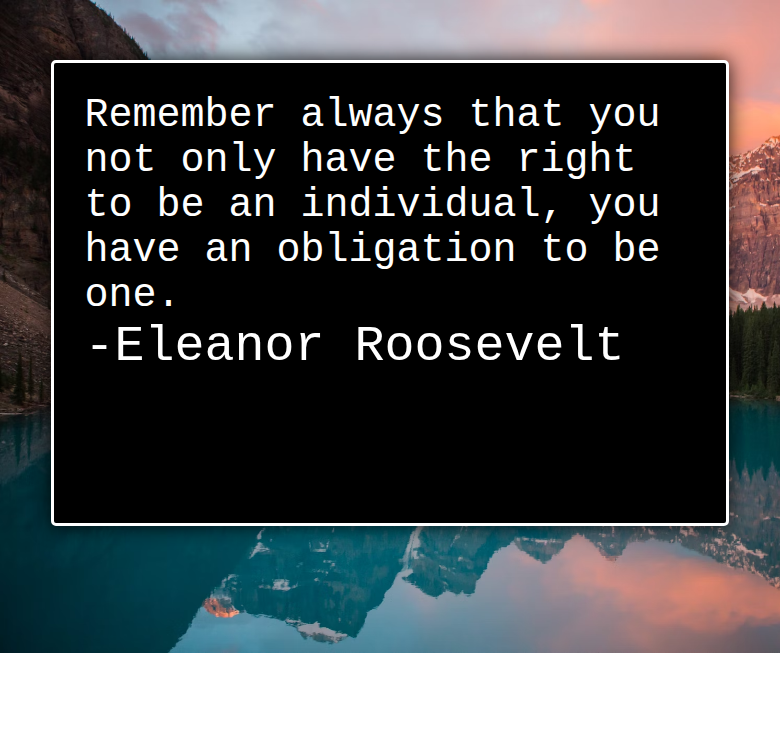 Remember always that you
not only have the right
to be an individual, you
have an obligation to be
one.
-Eleanor Roosevelt